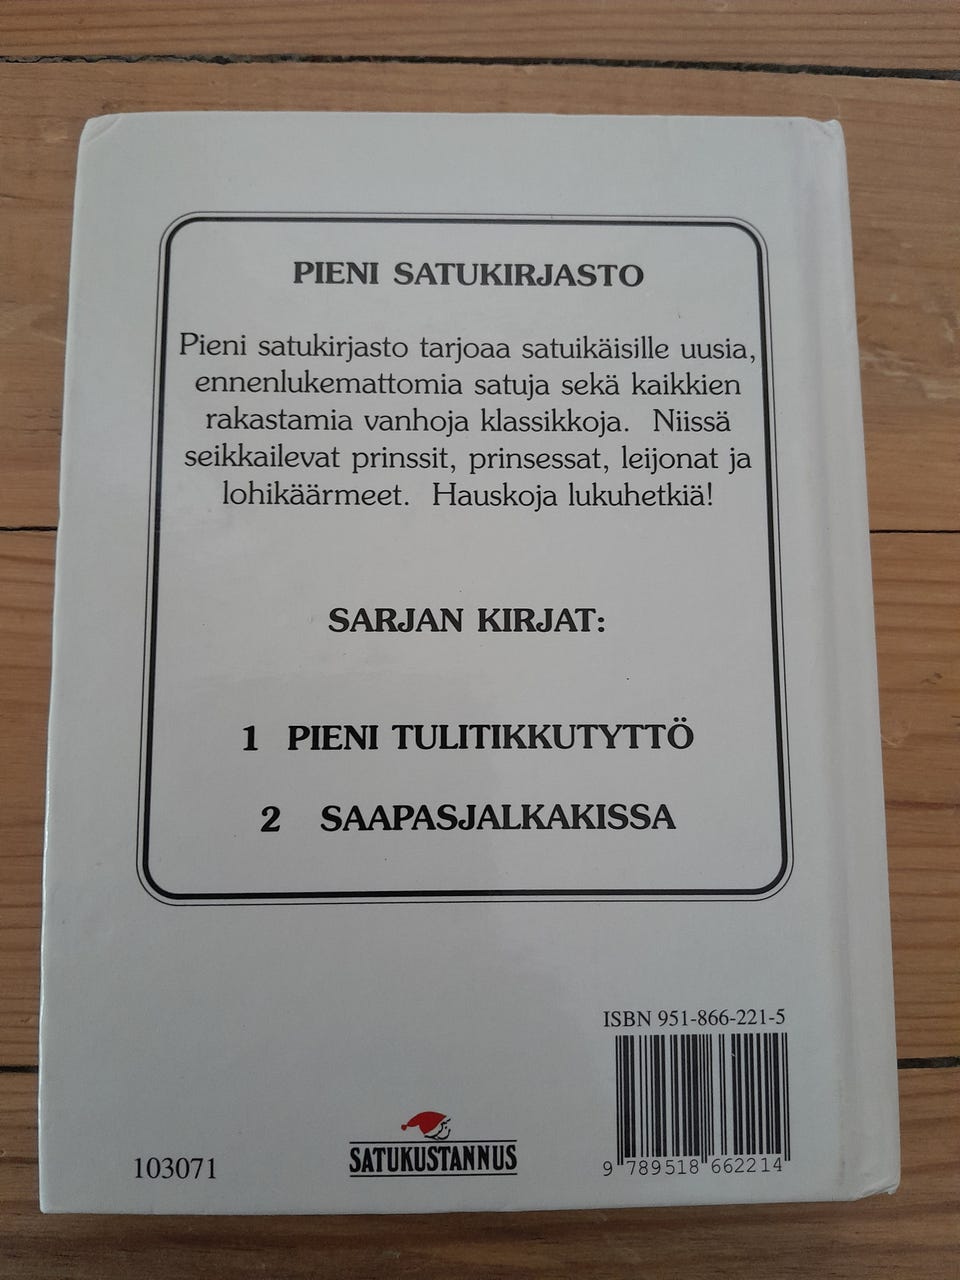 PIENI SATUKIRJASTO
Pieni satukirjasto tarjoaa satuikäisille uusia,
ennenlukemattomia satuja sekä kaikkien
rakastamia vanhoja klassikkoja. Niissä
seikkailevat prinssit, prinsessat, leijonat ja
lohikäärmeet. Hauskoja lukuhetkiä!
SARJAN KIRJAT:
1 PIENI TULITIKKUTYTTÖ
2 SAAPASJALKAKISSA
ISBN 951-866-221-5
9 789518 662214
SATUKUSTANNUS
103071